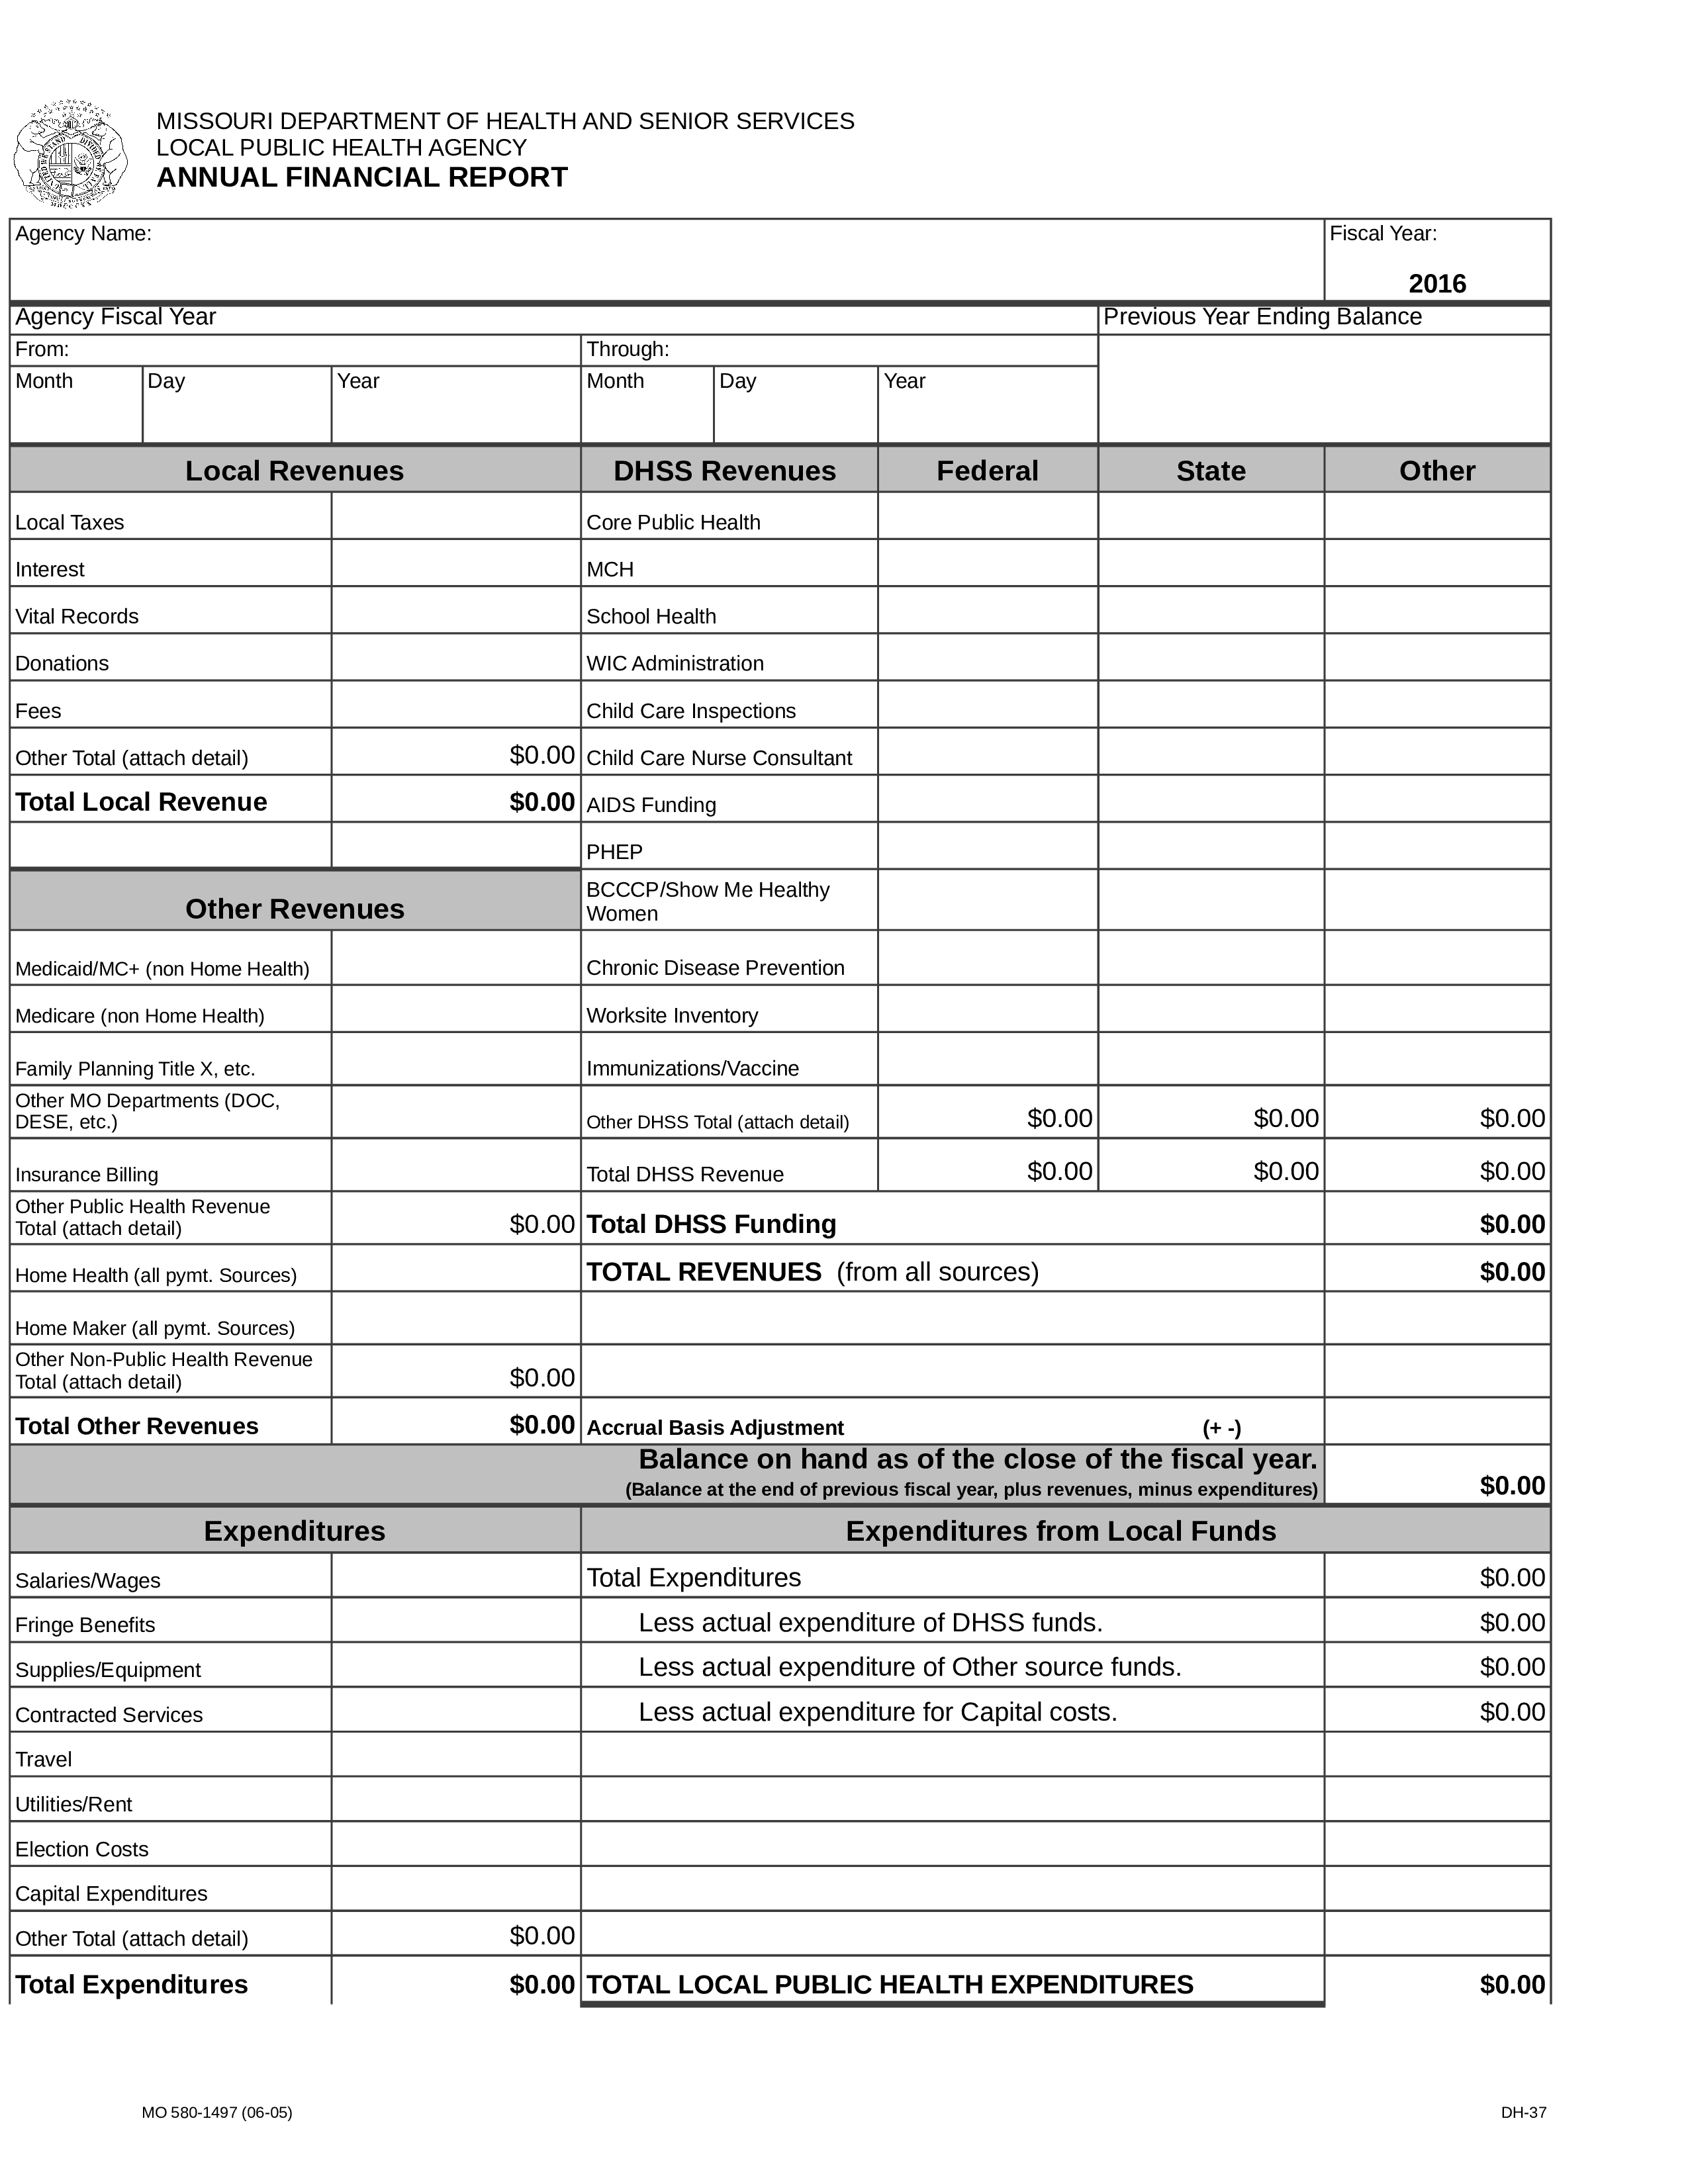 MISSOURI DEPARTMENT OF HEALTH AND SENIOR SERVICES
LOCAL PUBLIC HEALTH AGENCY
ANNUAL FINANCIAL REPORT
Agency Name:
Fiscal Year:
2016
Agency Fiscal Year
Previous Year Ending Balance
From:
Through:
Month Day Year Month Day Year
Local Revenues DHSS Revenues Federal State Other
Local Taxes Core Public Health
Interest MCH
Vital Records School Health
Donations WIC Administration
Fees Child Care Inspections
Other Total (attach detail) $0.00 Child Care Nurse Consultant
Total Local Revenue $0.00 AIDS Funding
PHEP
Other Revenues
BCCCP/Show Me Healthy
Women
Medicaid/MC+ (non Home Health) Chronic Disease Prevention
Medicare (non Home Health) Worksite Inventory
Family Planning Title X, etc. Immunizations/Vaccine
Other MO Departments (DOC,
DESE, etc.)
Other DHSS Total (attach detail) $0.00 $0.00 $0.00
Insurance Billing Total DHSS Revenue $0.00 $0.00 $0.00
Other Public Health Revenue
Total (attach detail) $0.00 Total DHSS Funding $0.00
Home Health (all pymt. Sources) TOTAL REVENUES (from all sources) $0.00
Home Maker (all pymt. Sources)
Other Non-Public Health Revenue
Total (attach detail) $0.00
Total Other Revenues $0.00 Accrual Basis Adjustment (+ -)
Balance on hand as of the close of the fiscal year.
(Balance at the end of previous fiscal year, plus revenues, minus expenditures) $0.00
Expenditures Expenditures from Local Funds
Salaries/Wages Total Expenditures $0.00
Fringe Benefits Less actual expenditure of DHSS funds. $0.00
Supplies/Equipment Less actual expenditure of Other source funds. $0.00
Contracted Services Less actual expenditure for Capital costs. $0.00
Travel
Utilities/Rent
Election Costs
Capital Expenditures
Other Total (attach detail) $0.00
Total Expenditures $0.00 TOTAL LOCAL PUBLIC HEALTH EXPENDITURES $0.00
MO 580-1497 (06-05) DH-37